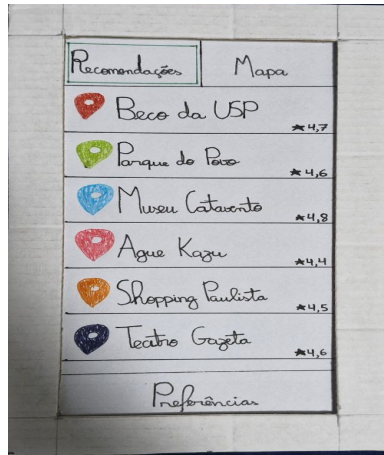 Recomendações
Mapa
Beco da USP
★4,7
Parque do Povo
★4,6
Museu Catavento
★4,8
Ague Kazu
★4,4
Shopping Paulista
★4,5
Teatro Gazeta
★4,6
Preferências